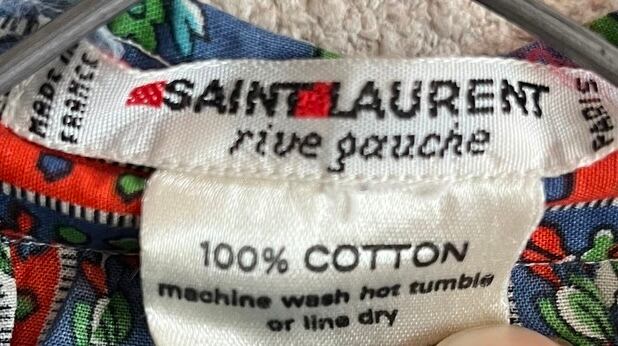 MADE IN
FRANCE
SAINT LAURENT
rive gauche
PARIS
100% COTTON
machine wash hot tumble
or line dry